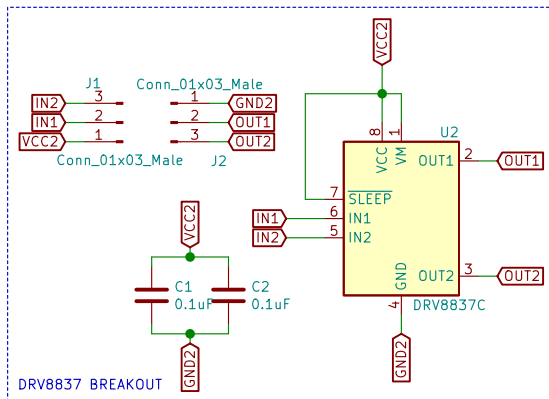 VCC2
J1
Conn_01x03_Male
IN2 3
1 GND2
IN1 2
2 OUT1
VCC2 1
3 OUT2
Conn_01x03_Male
J2
8
1
U2
VCC
VM
OUT1 2 OUT1
7 SLEEP
IN1 6 IN1
IN2 5 IN2
VCC2
OUT2 3 OUT2
GND
4
DRV8837C
C1
0.1uF
C2
0.1uF
GND2
GND2
DRV8837 BREAKOUT